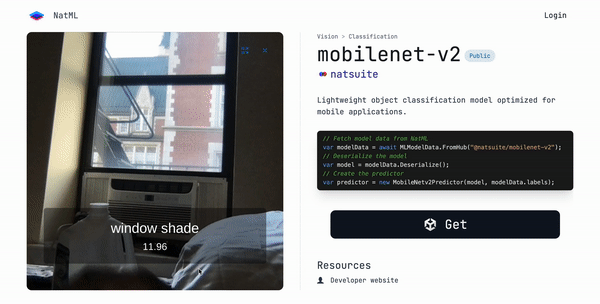 NatML
Login
window shade
11.96
Vision > Classification
mobilenet-v2 Public
natsuite
Lightweight object classification model optimized for
mobile applications.
// Fetch model data from NatML
var modelData = await MLModelData.FromHub("@natsuite/mobilenet-v2");
// Deserialize the model
var model = modelData.Deserialize();
// Create the predictor
var predictor = new MobileNetv2Predictor(model, modelData.labels);
Get
Resources
Developer website